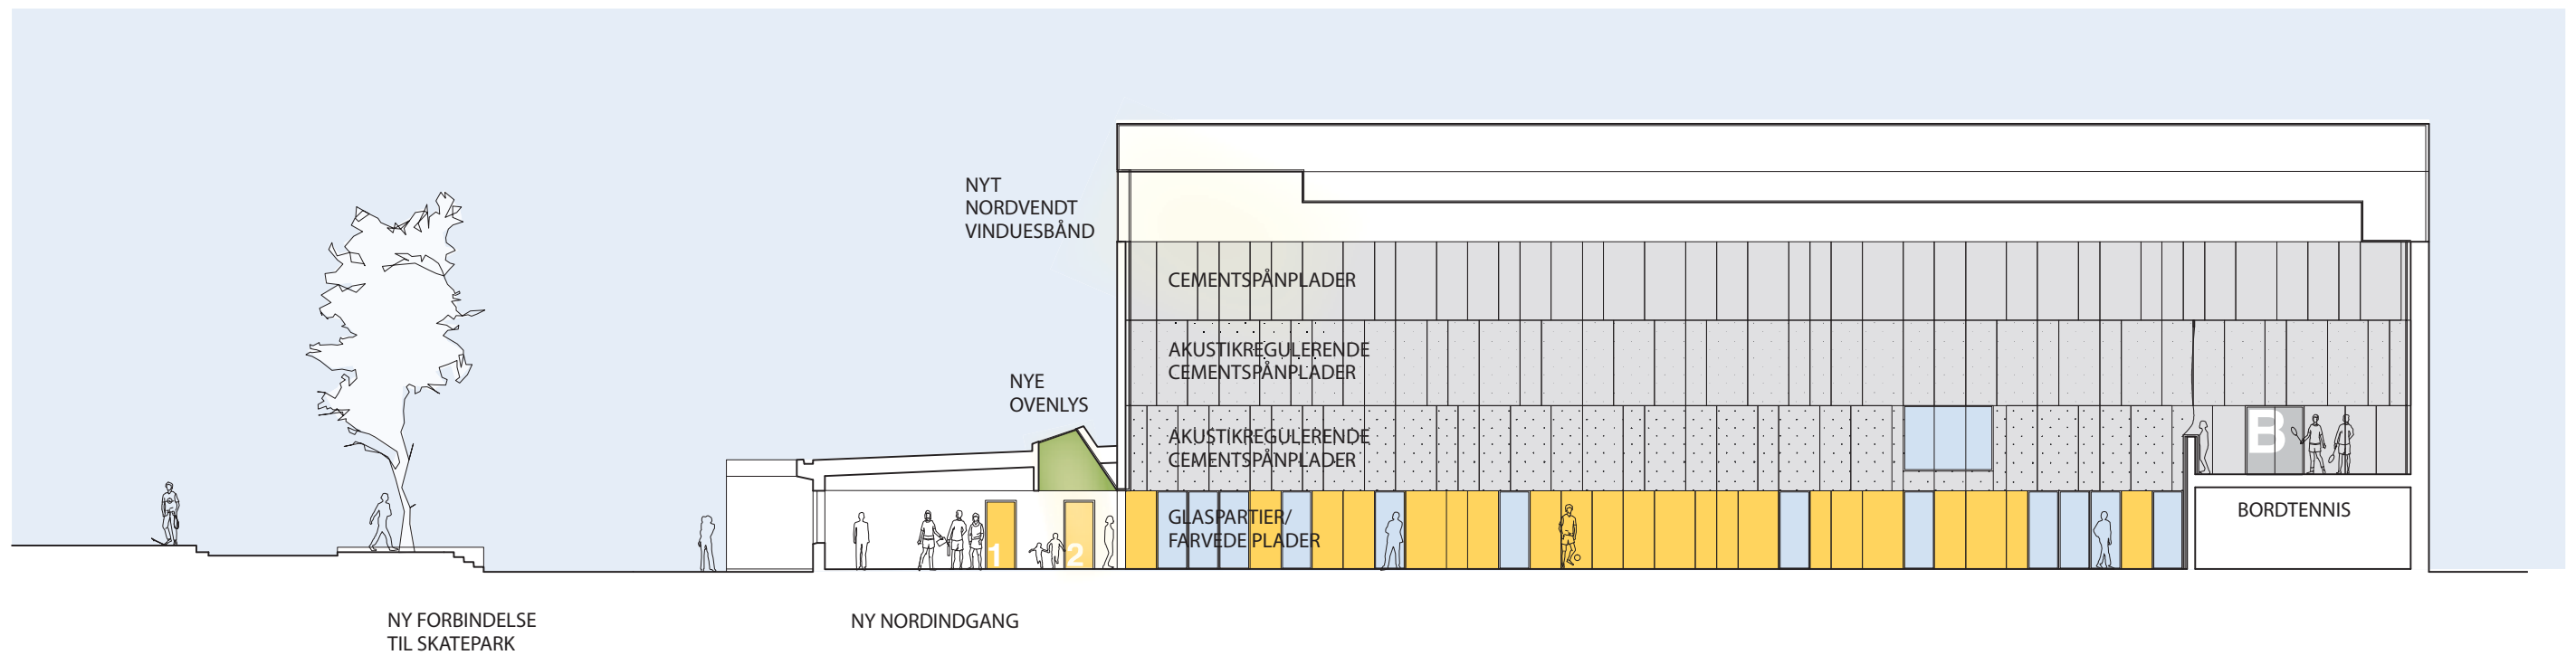 NYT
NORDVENDT
VINDUESBÅND
CEMENTSPÅNPLADER
AKUSTIKREGULERENDE
CEMENTSPÅNPLADER
NYE
OVENLYS
AKUSTIKREGULERENDE
CEMENTSPÅNPLADER
B
GLASPARTIER/
FARVEDE PLADER
BORDTENNIS
1
2
NY FORBINDELSE
TIL SKATEPARK
NY NORDINDGANG